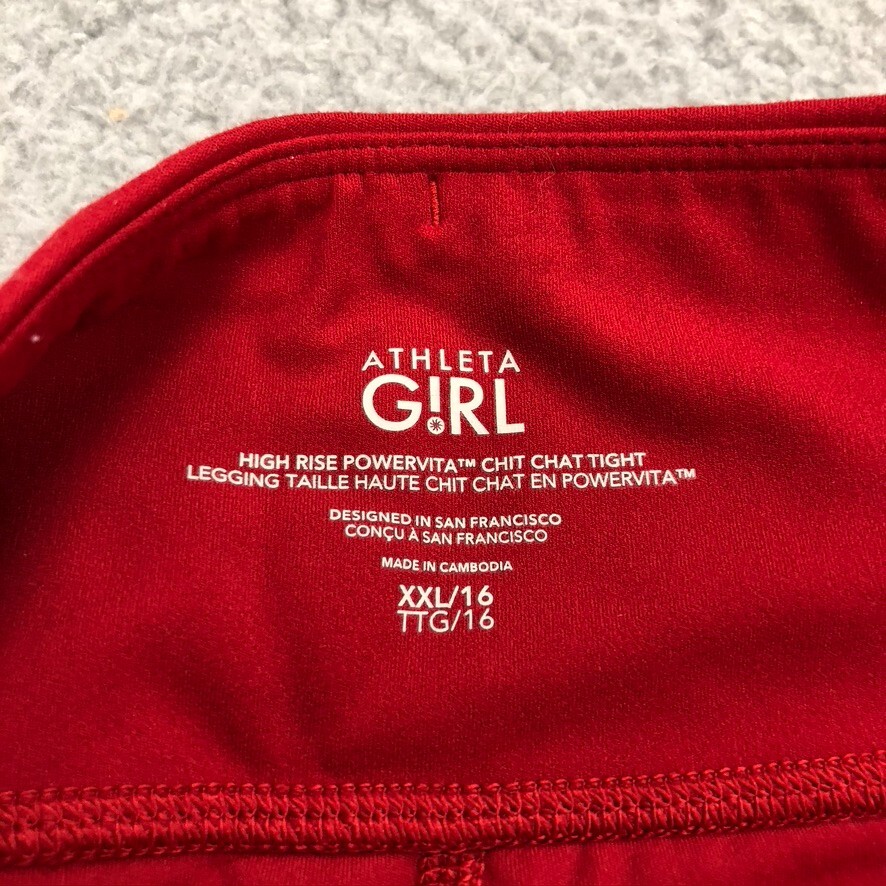 ATHLETA
G!RL
HIGH RISE POWERVITA™ CHIT CHAT TIGHT
LEGGING TAILLE HAUTE CHIT CHAT EN POWERVITA™
DESIGNED IN SAN FRANCISCO
CONÇU À SAN FRANCISCO
MADE IN CAMBODIA
XXL/16
TTG/16